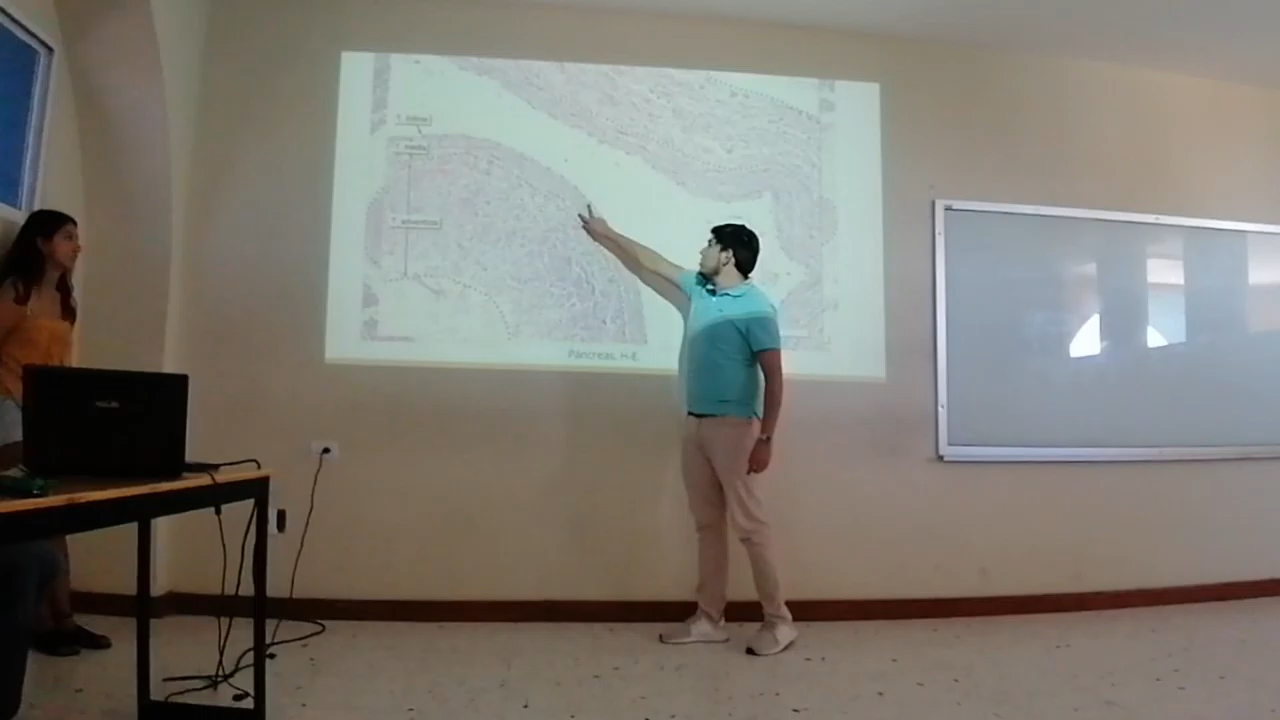 T. íntima
T. media
T. adventicia
Páncreas. H-E